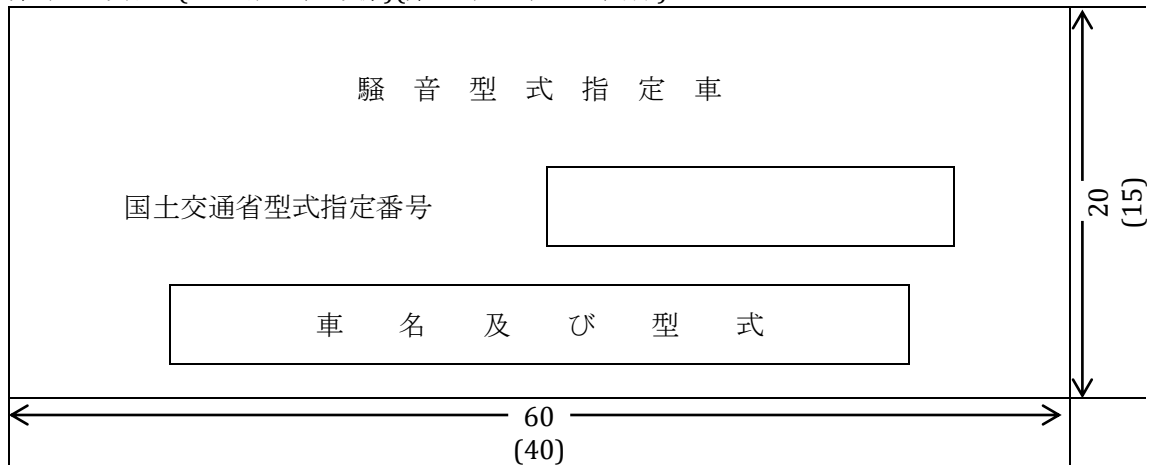 騒 音 型 式 指 定 車
国土交通省型式指定番号
車 名 及 び 型 式
20
(15)
60
(40)